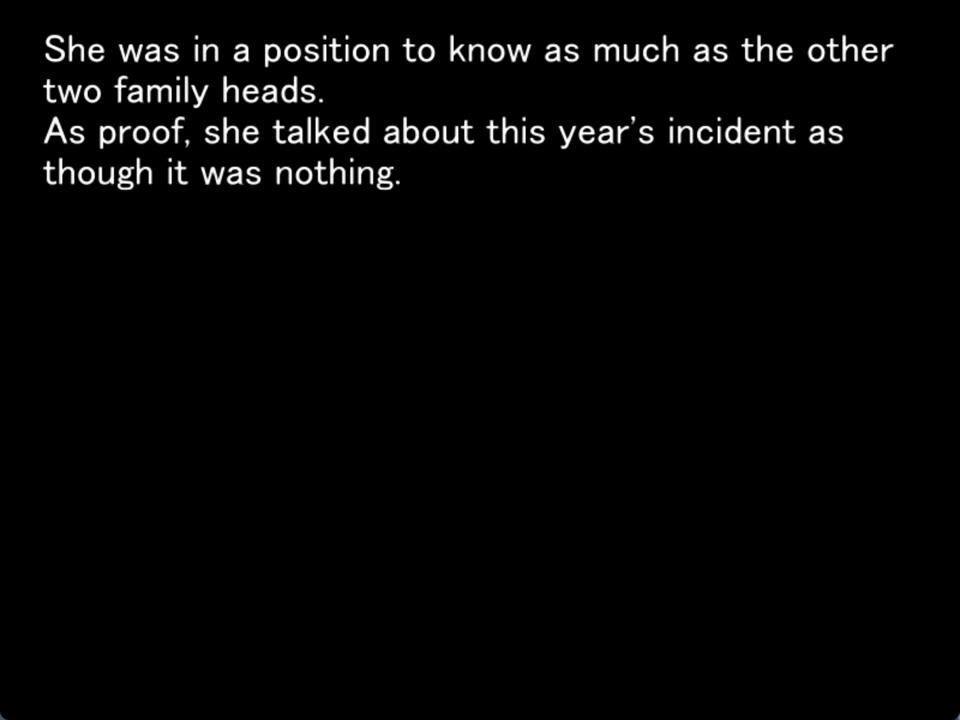 She was in a position to know as much as the other
two family heads.
As proof, she talked about this year's incident as
though it was nothing.